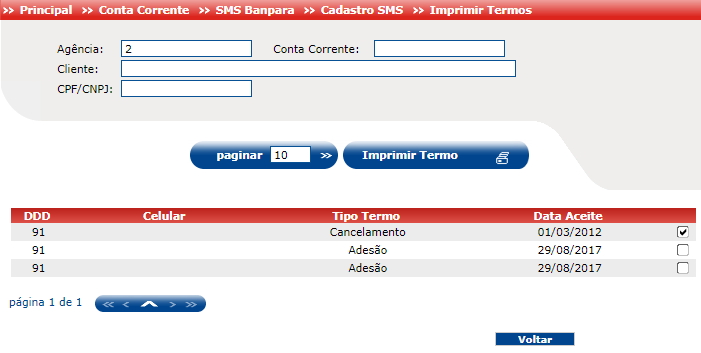 >> Principal >> Conta Corrente >> SMS Banpara >> Cadastro SMS >> Imprimir Termos
Agência: 2 Conta Corrente:
Cliente:
CPF/CNPJ:
paginar 10 >> Imprimir Termo
DDD Celular Tipo Termo Data Aceite
91 Cancelamento 01/03/2012
91 Adesão 29/08/2017
91 Adesão 29/08/2017
página 1 de 1 << < > >>
Voltar